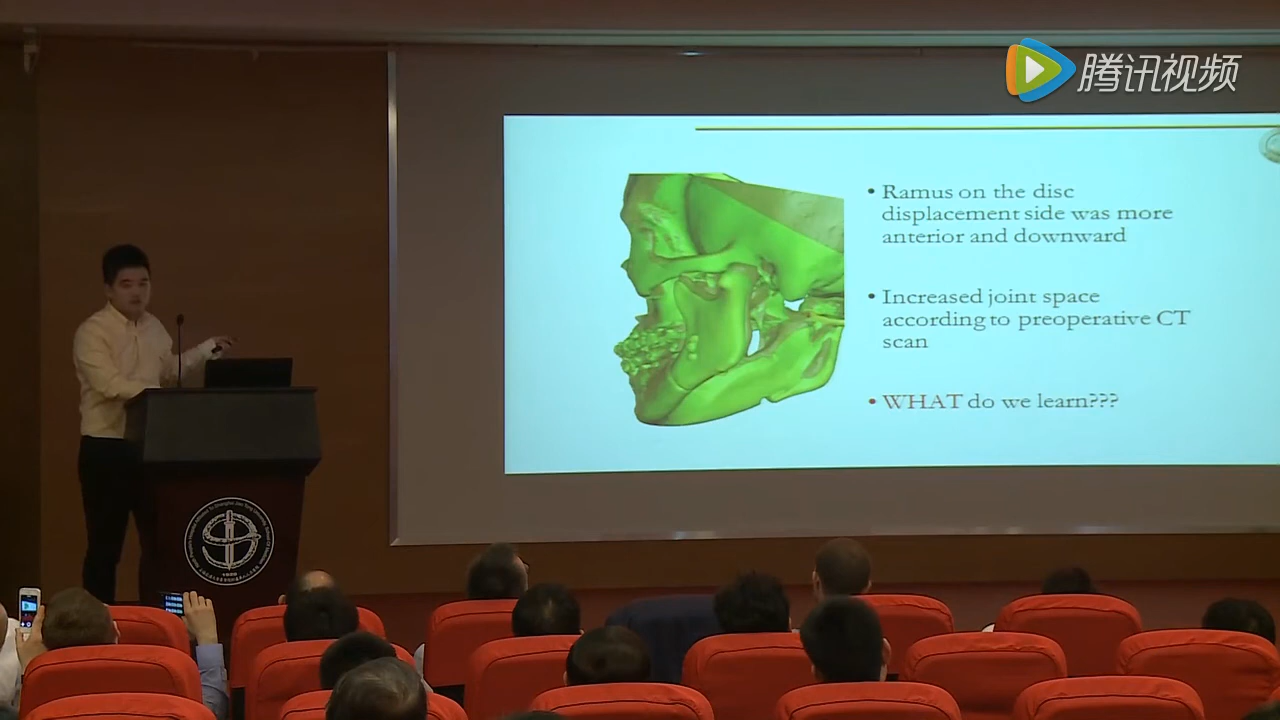 腾讯视频
• Ramus on the disc
displacement side was more
anterior and downward
• Increased joint space
according to preoperative CT
scan
• WHAT do we learn???